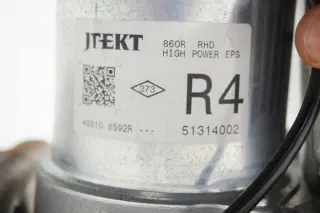 JTEKT
860R RHD
HIGH POWER EPS
373
R4
48810 8592R ---
51314002